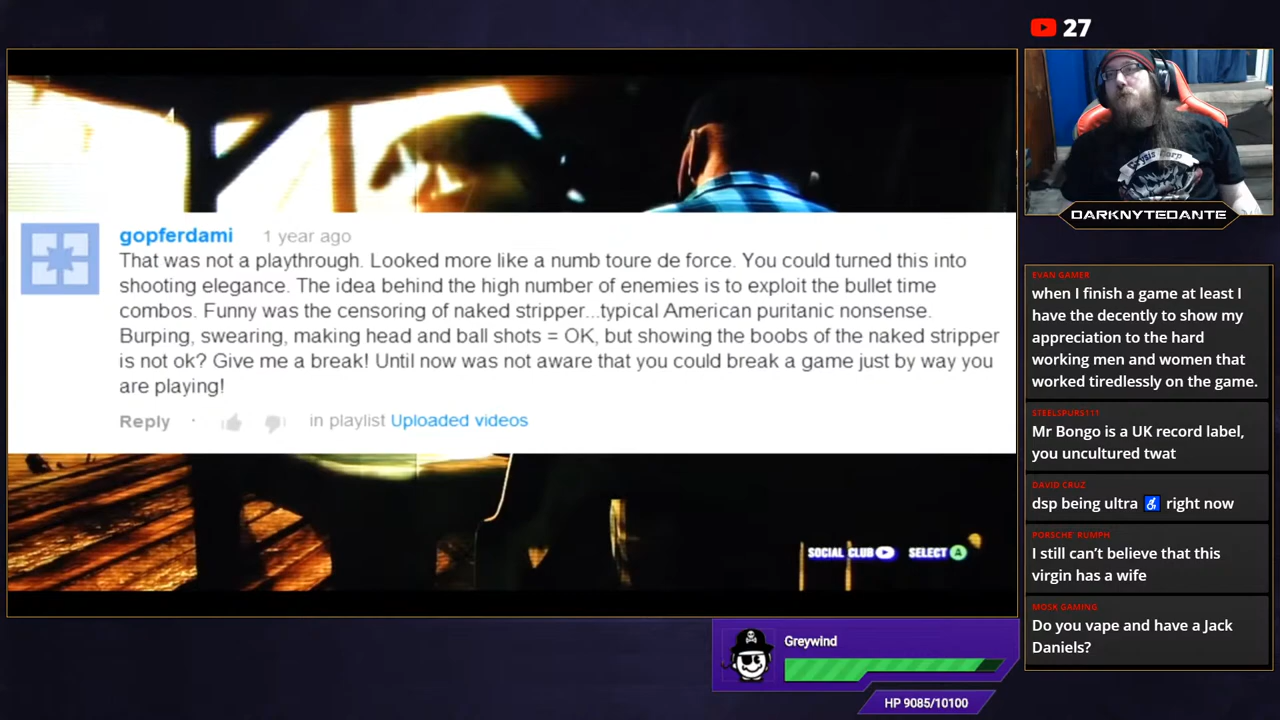 27
gopferdami 1 year ago
That was not a playthrough. Looked more like a numb toure de force. You could turned this into
shooting elegance. The idea behind the high number of enemies is to exploit the bullet time
combos. Funny was the censoring of naked stripper...typical American puritanic nonsense.
Burping, swearing, making head and ball shots = OK, but showing the boobs of the naked stripper
is not ok? Give me a break! Until now was not aware that you could break a game just by way you
are playing!
Reply · in playlist Uploaded videos
SOCIAL CLUB SELECT A
DARKNYTEDANTE
EVAN GAMER
when I finish a game at least I
have the decently to show my
appreciation to the hard
working men and women that
worked tiredlessly on the game.
STEELSPURS111
Mr Bongo is a UK record label,
you uncultured twat
DAVID CRUZ
dsp being ultra ♿ right now
PORSCHE RUMPH
I still can't believe that this
virgin has a wife
MOSK GAMING
Do you vape and have a Jack
Daniels?
Greywind
HP 9085/10100